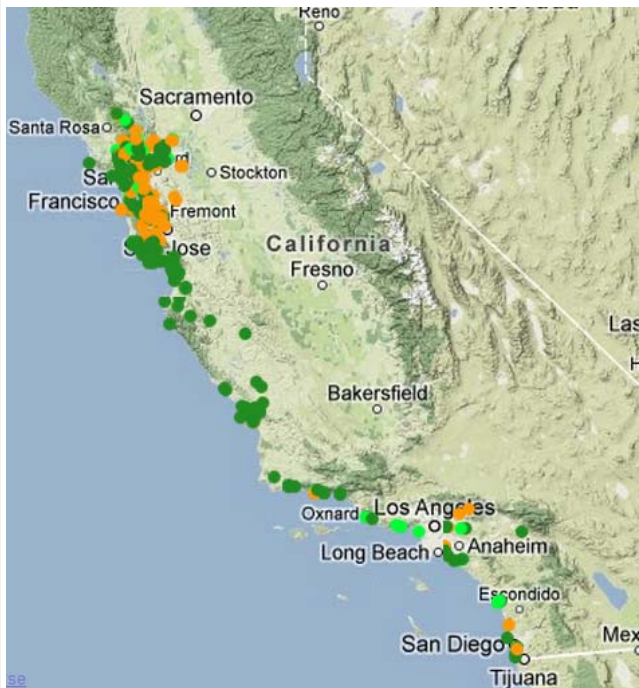 Reno
Sacramento
Santa Rosa
Stockton
San
Francisco
Fremont
San Jose
California
Fresno
Las
H
Bakersfield
Oxnard
Los Angeles
Long Beach
Anaheim
Escondido
San Diego
Mex
Tijuana
se